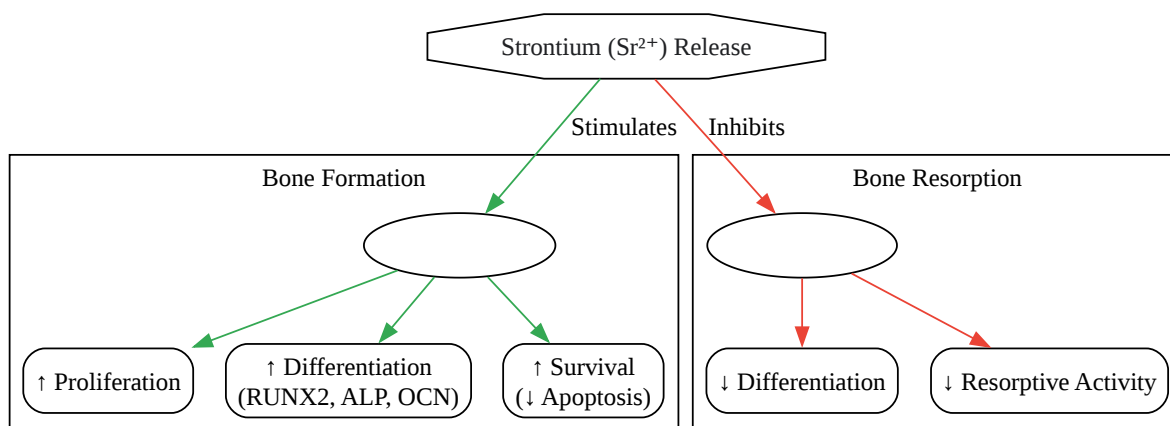 Strontium (Sr²⁺) Release
Stimulates
Inhibits
Bone Formation
Bone Resorption
↑ Proliferation
↑ Differentiation
(RUNX2, ALP, OCN)
↑ Survival
(↓ Apoptosis)
↓ Differentiation
↓ Resorptive Activity